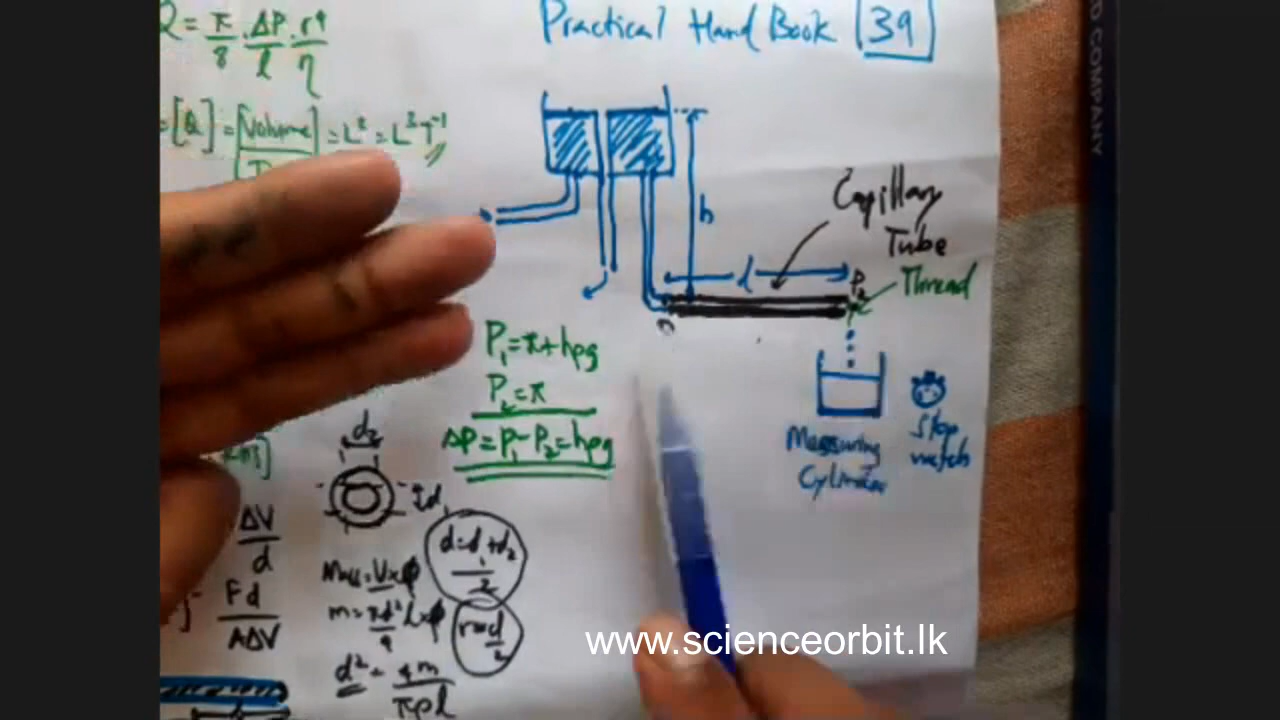 Practical Hand Book 39
Q = π/8 . ΔP/l . r⁴/η
= [Q] = [Volume] = L³ = L³T⁻¹
h
Capillary
Tube
l
P₂
Thread
P₁ = π + hρg
P₂ = π
ΔP = P₁ - P₂ = hρg
Measuring
Cylinder
Stop
watch
d₂
d₁
d = d₁ + d₂ / 2
ΔV
d
Fd
AΔV
Mass = V × ρ
m = πd²/4 l × ρ
r = d/2
d² = 4m / πρl
www.scienceorbit.lk